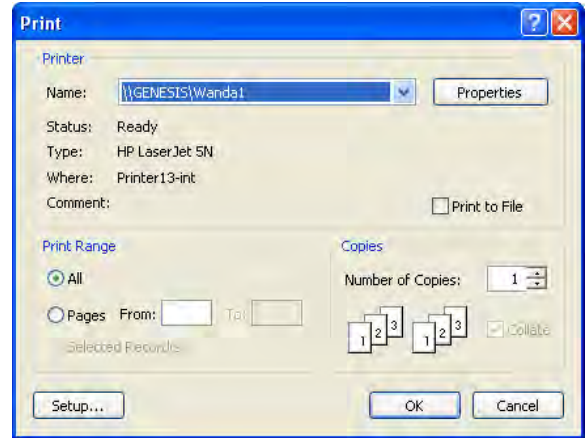 Print
Printer
Name: \\GENESIS\Wanda1 Properties
Status: Ready
Type: HP LaserJet 5N
Where: Printer13-int
Comment:
Print to File
Print Range
All
Pages From: To:
Selected Records
Copies
Number of Copies: 1
1 2 3 1 2 3 Collate
Setup... OK Cancel